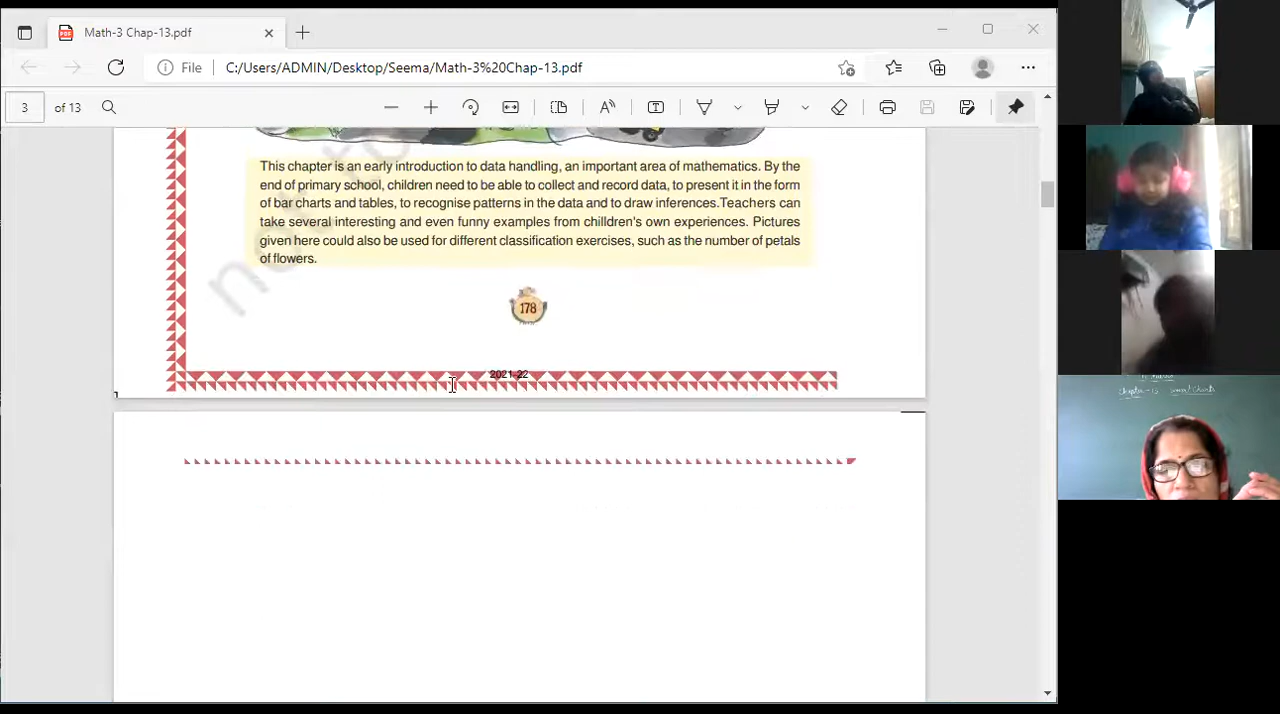 Math-3 Chap-13.pdf
File
C:/Users/ADMIN/Desktop/Seema/Math-3%20Chap-13.pdf
3
of 13
This chapter is an early introduction to data handling, an important area of mathematics. By the
end of primary school, children need to be able to collect and record data, to present it in the form
of bar charts and tables, to recognise patterns in the data and to draw inferences.Teachers can
take several interesting and even funny examples from chilldren's own experiences. Pictures
given here could also be used for different classification exercises, such as the number of petals
of flowers.
not
178
2021-22
Smart Charts